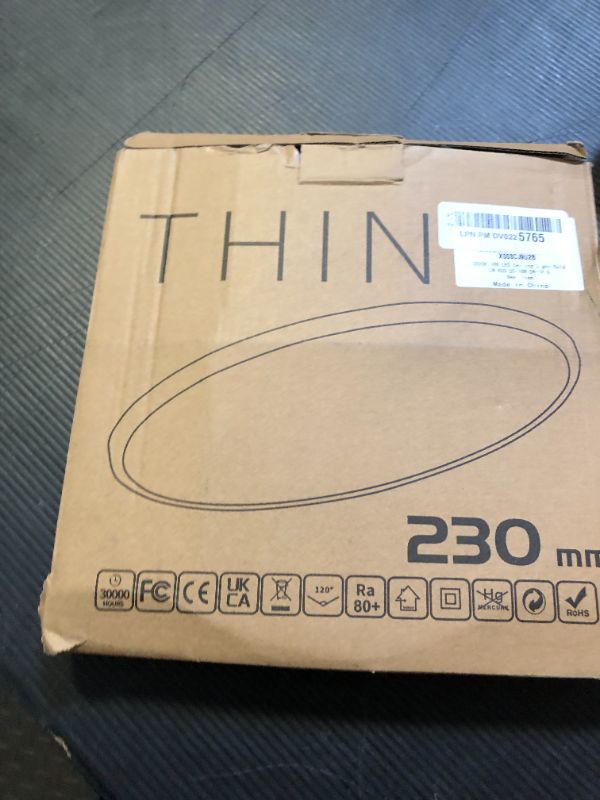 THIN
LPN PM DV0225765
Made in China
230 mm
30000
HOURS
FC
CE
UK
CA
120°
Ra
80+
Hg
MERCURY
RoHS